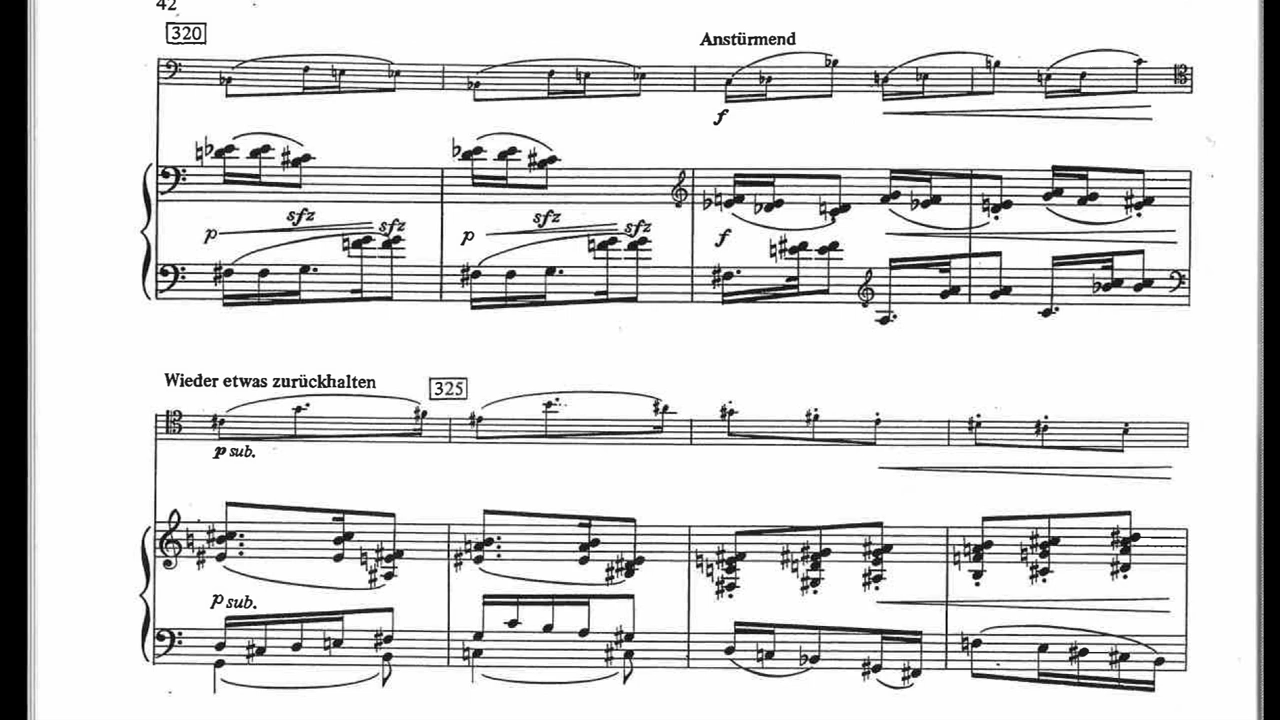 42
320
Anstürmend
f
p sfz sfz p sfz sfz f
Wieder etwas zurückhalten
325
p sub.
p sub.